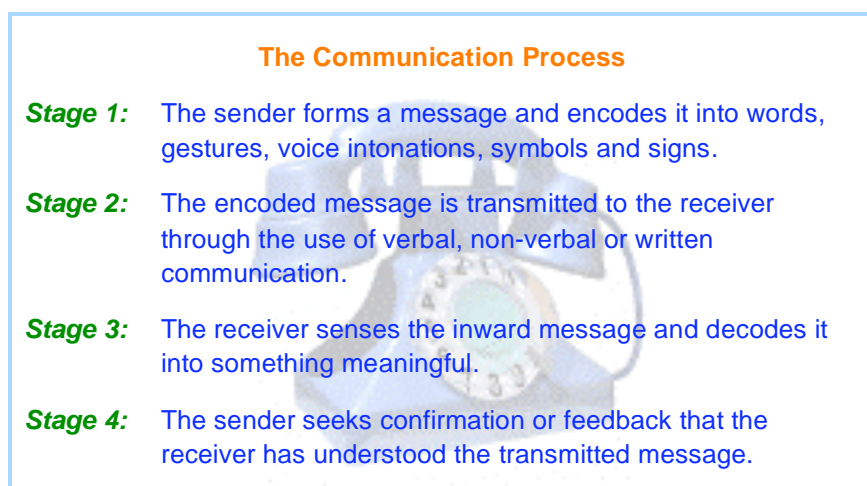 The Communication Process
Stage 1: The sender forms a message and encodes it into words,
gestures, voice intonations, symbols and signs.
Stage 2: The encoded message is transmitted to the receiver
through the use of verbal, non-verbal or written
communication.
Stage 3: The receiver senses the inward message and decodes it
into something meaningful.
Stage 4: The sender seeks confirmation or feedback that the
receiver has understood the transmitted message.